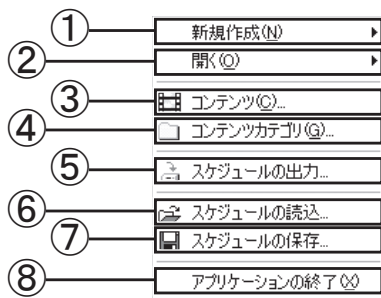 ① 新規作成(N)
② 開く(O)
③ コンテンツ(C)...
④ コンテンツカテゴリ(G)...
⑤ スケジュールの出力...
⑥ スケジュールの読込...
⑦ スケジュールの保存...
⑧ アプリケーションの終了(X)